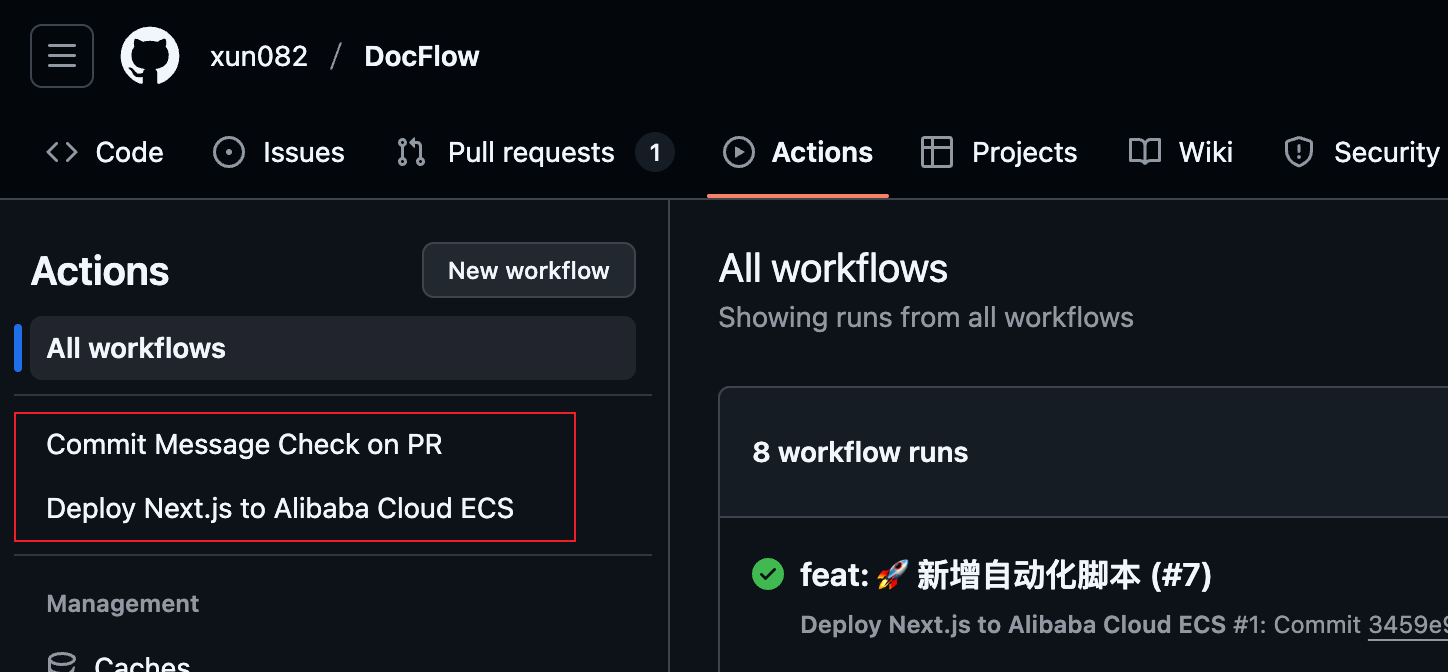 xun082 / DocFlow
Code Issues Pull requests 1 Actions Projects Wiki Security
Actions
New workflow
All workflows
Commit Message Check on PR
Deploy Next.js to Alibaba Cloud ECS
Management
Caches
All workflows
Showing runs from all workflows
8 workflow runs
feat: 🚀 新增自动化脚本 (#7)
Deploy Next.js to Alibaba Cloud ECS #1: Commit 3459e9